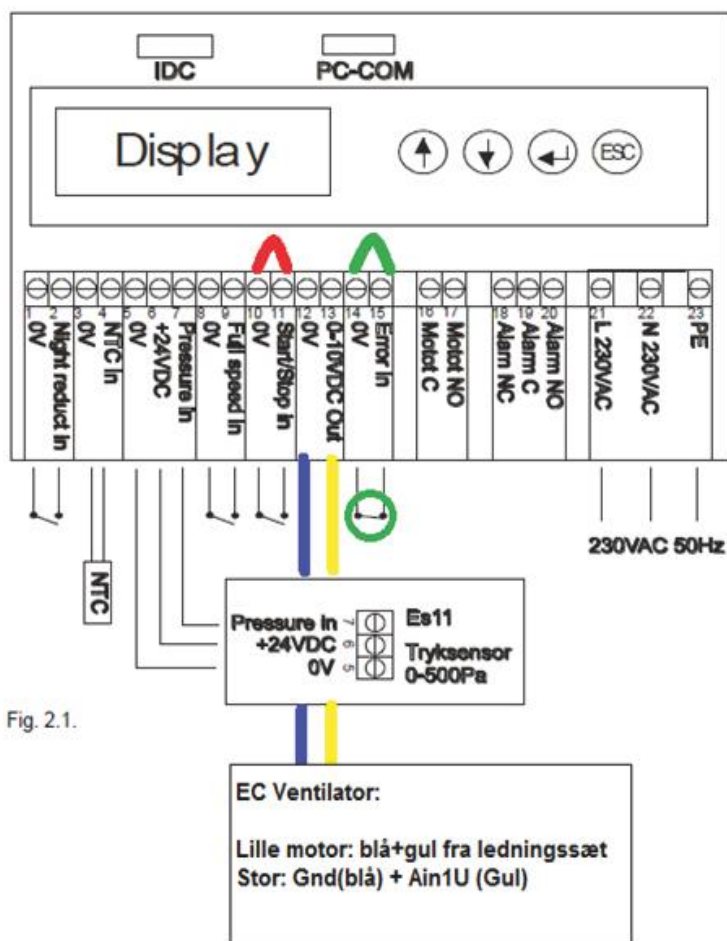 IDC PC-COM
Display ESC
1 2 3 4 5 6 7 8 9 10 11 12 13 14 15 16 17 18 19 20 21 22 23
0V
Night reduct In
0V
NTC In
0V
+24VDC
Pressure In
0V
Full speed In
0V
Start/Stop In
0V
0-10VDC Out
0V
Error In
Motot C
Motot NO
Alarm NC
Alarm C
Alarm NO
L 230VAC
N 230VAC
PE
NTC
230VAC 50Hz
Pressure In 7 Es11
+24VDC 6 Tryksensor
0V 5 0-500Pa
Fig. 2.1.
EC Ventilator:
Lille motor: blå+gul fra ledningssæt
Stor: Gnd(blå) + Ain1U (Gul)